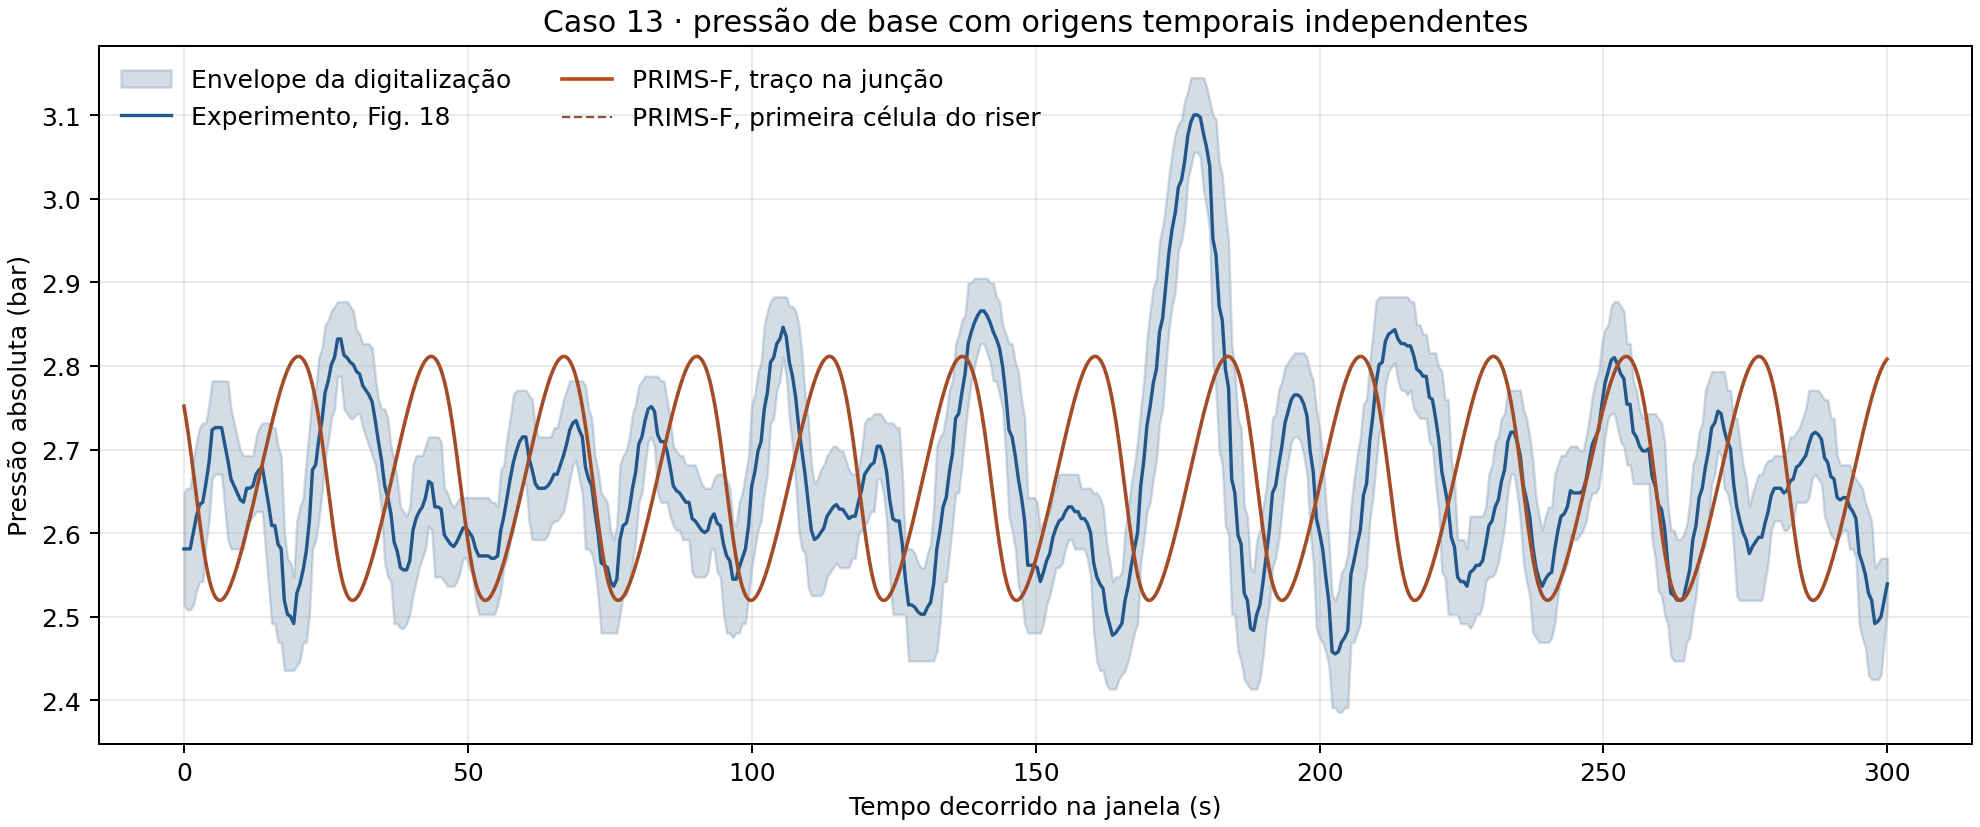 Caso 13 · pressão de base com origens temporais independentes
Envelope da digitalização
Experimento, Fig. 18
PRIMS-F, traço na junção
PRIMS-F, primeira célula do riser
Pressão absoluta (bar)
3.1
3.0
2.9
2.8
2.7
2.6
2.5
2.4
0 50 100 150 200 250 300
Tempo decorrido na janela (s)